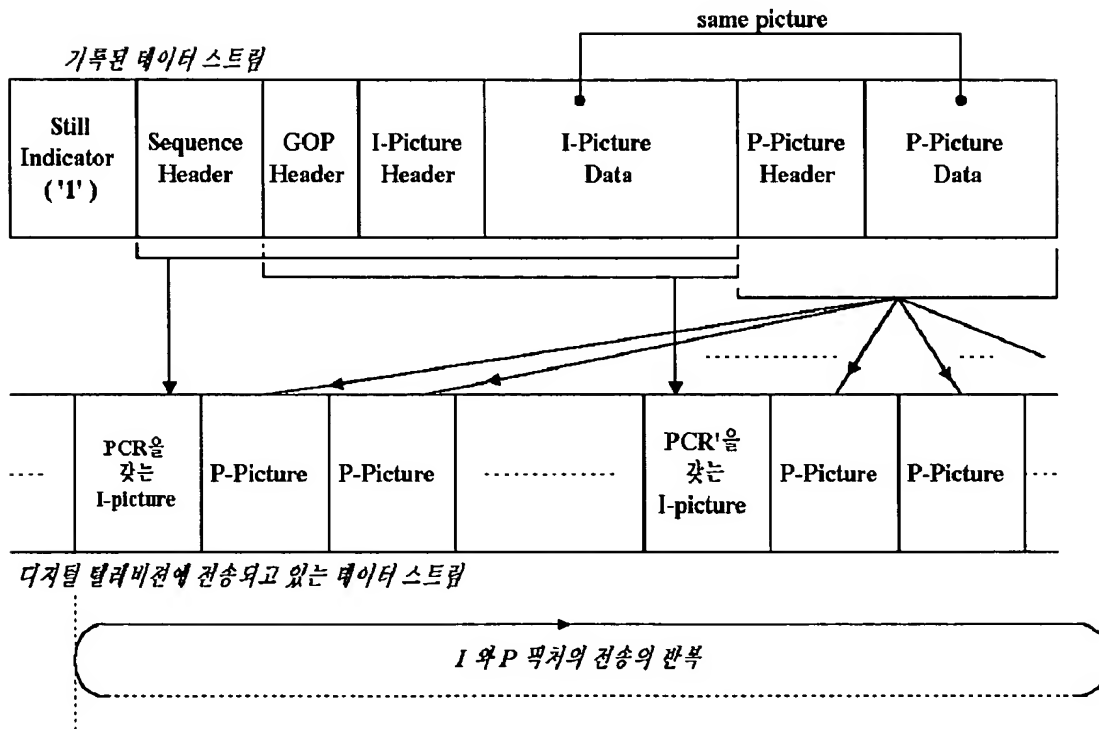 same picture
기록된 데이터 스트림
Still
Indicator
('1')
Sequence
Header
GOP
Header
I-Picture
Header
I-Picture
Data
P-Picture
Header
P-Picture
Data
PCR을
갖는
I-picture
P-Picture
P-Picture
PCR'을
갖는
I-picture
P-Picture
P-Picture
디지털 텔레비전에 전송되고 있는 데이터 스트림
I 와 P 픽처의 전송의 반복